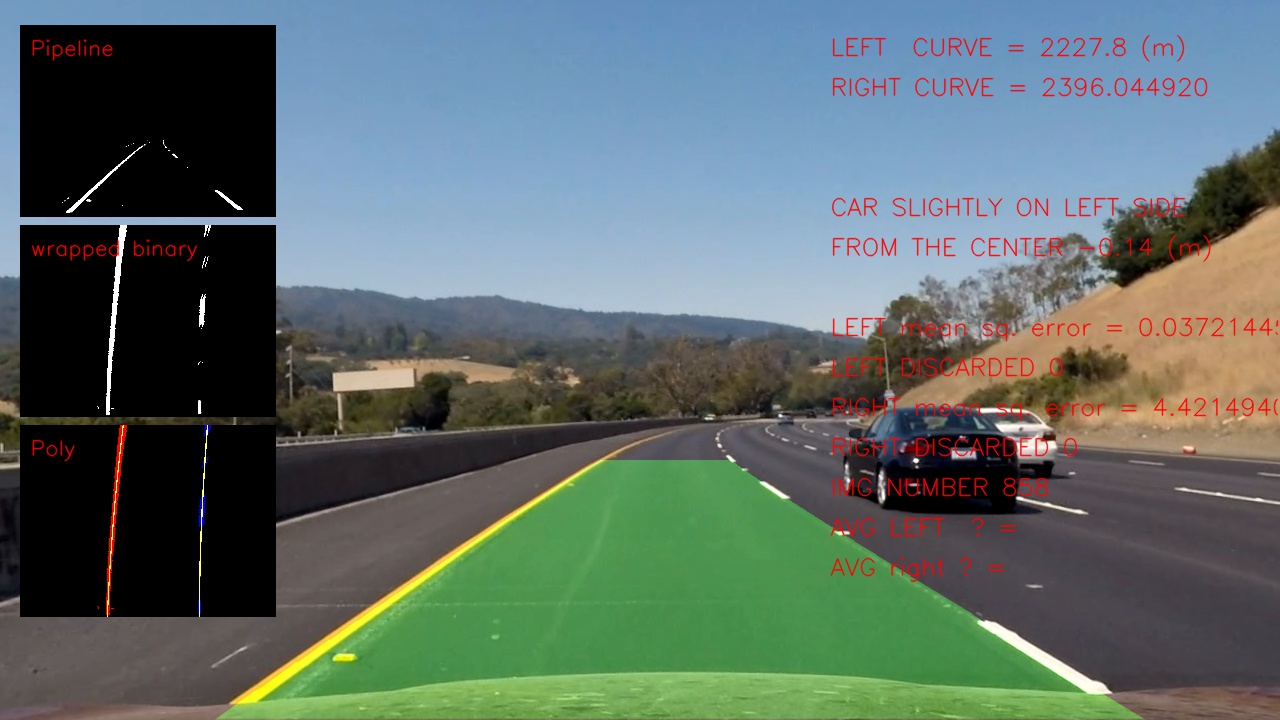 Pipeline
wrapped binary
Poly
LEFT CURVE = 2227.8 (m)
RIGHT CURVE = 2396.044920
CAR SLIGHTLY ON LEFT SIDE
FROM THE CENTER -0.14 (m)
LEFT mean sq. error = 0.0372144
LEFT DISCARDED 0
RIGHT mean sq. error = 4.421494
RIGHT DISCARDED 0
IMG NUMBER 858
AVG LEFT ? =
AVG right ? =